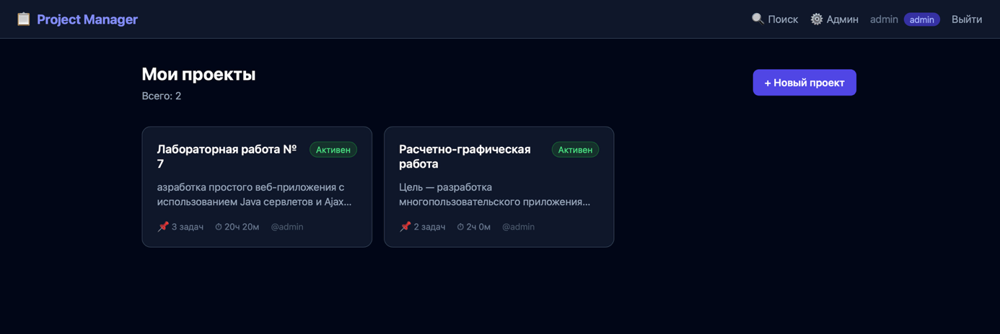 Project Manager
Поиск Админ admin admin Выйти
Мои проекты
Всего: 2
+ Новый проект
Лабораторная работа №
7
Активен
азработка простого веб-приложения с
использованием Java сервлетов и Ajax...
3 задач 20ч 20м @admin
Расчетно-графическая
работа
Активен
Цель — разработка
многопользовательского приложения...
2 задач 2ч 0м @admin